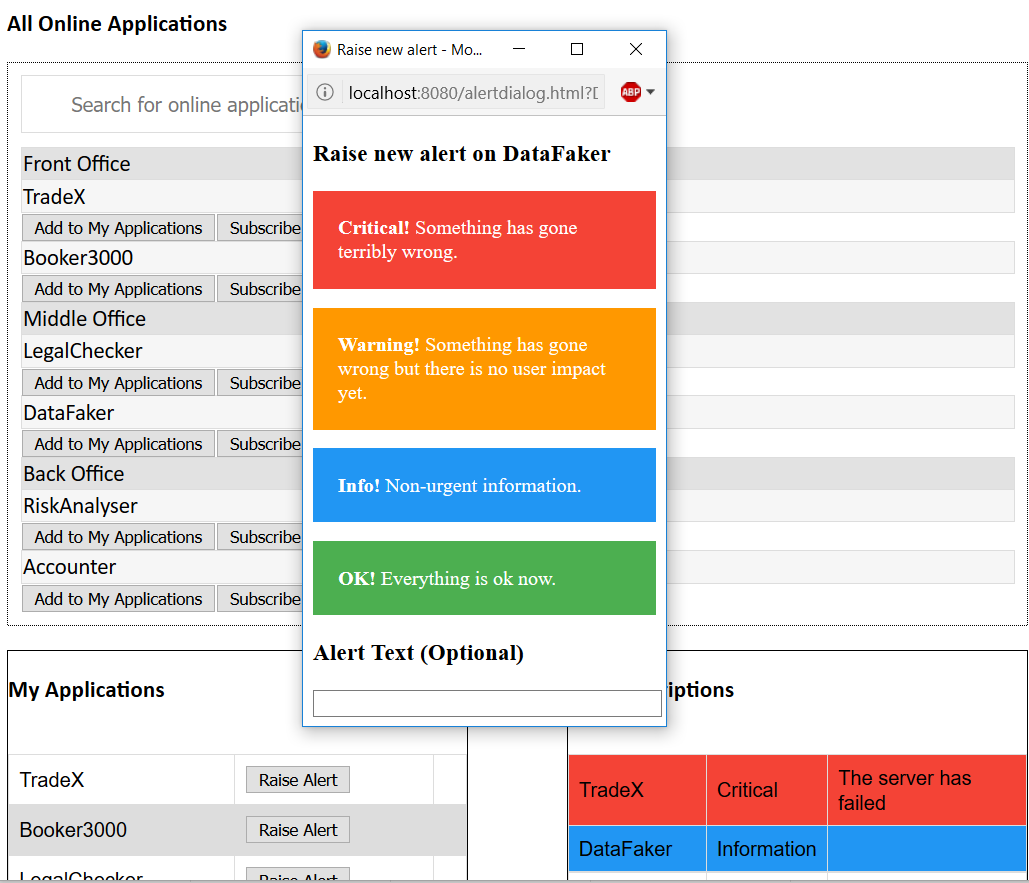 All Online Applications
Raise new alert - Mo...
localhost:8080/alertdialog.html?D
ABP
Search for online applicatio
Raise new alert on DataFaker
Critical! Something has gone
terribly wrong.
Warning! Something has gone
wrong but there is no user impact
yet.
Info! Non-urgent information.
OK! Everything is ok now.
Alert Text (Optional)
Front Office
TradeX
Add to My Applications Subscribe
Booker3000
Add to My Applications Subscribe
Middle Office
LegalChecker
Add to My Applications Subscribe
DataFaker
Add to My Applications Subscribe
Back Office
RiskAnalyser
Add to My Applications Subscribe
Accounter
Add to My Applications Subscribe
My Applications
TradeX Raise Alert
Booker3000 Raise Alert
LegalChecker Raise Alert
riptions
TradeX Critical The server has
failed
DataFaker Information